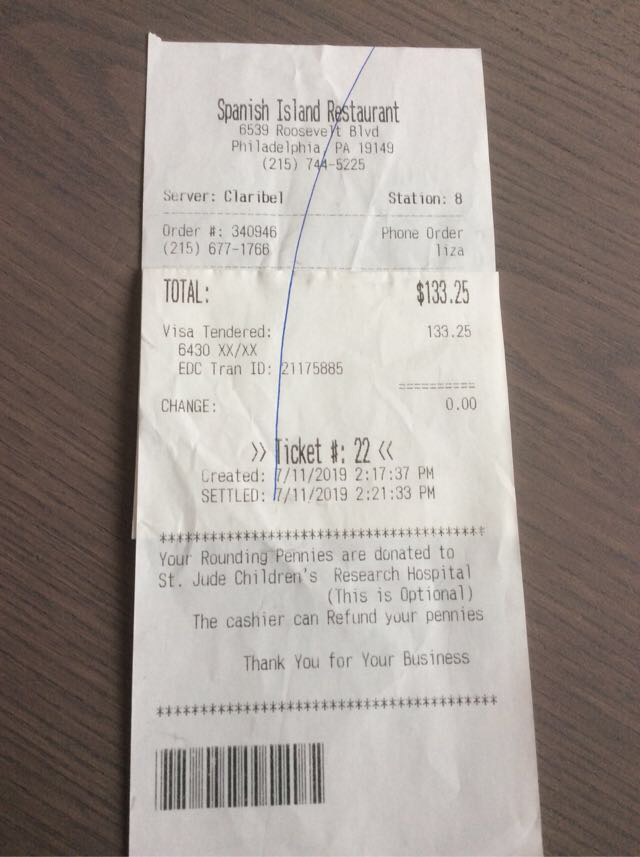 Spanish Island Restaurant
6539 Roosevelt Blvd
Philadelphia, PA 19149
(215) 744-5225
Server: Claribel Station: 8
Order #: 340946 Phone Order
(215) 677-1766 liza
TOTAL: $133.25
Visa Tendered: 133.25
6430 XX/XX
EDC Tran ID: 21175885
==========
CHANGE: 0.00
>> Ticket #: 22 <<
Created: 7/11/2019 2:17:37 PM
SETTLED: 7/11/2019 2:21:33 PM
Your Rounding Pennies are donated to
St. Jude Children's Research Hospital
(This is Optional)
The cashier can Refund your pennies
Thank You for Your Business